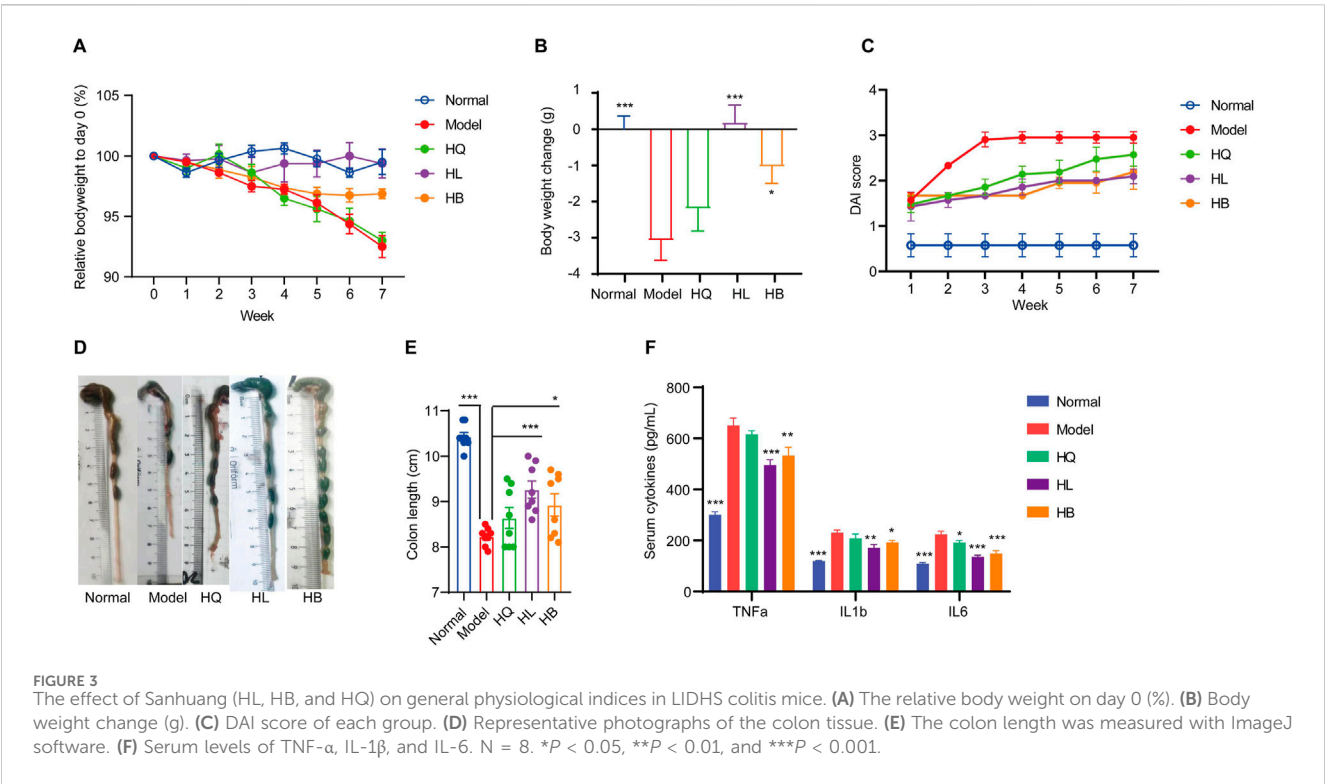 A
Relative bodyweight to day 0 (%)
105
100
95
90
0 1 2 3 4 5 6 7
Week
Normal
Model
HQ
HL
HB
B
Body weight change (g)
1
0
-1
-2
-3
-4
***
***
*
Normal Model HQ HL HB
C
DAI score
4
3
2
1
0
1 2 3 4 5 6 7
Week
Normal
Model
HQ
HL
HB
D
Normal Model HQ HL HB
E
Colon length (cm)
11
10
9
8
7
***
*
***
Normal Model HQ HL HB
F
Serum cytokines (pg/mL)
800
600
400
200
0
***
***
**
***
**
*
***
*
***
***
TNFa IL1b IL6
Normal
Model
HQ
HL
HB
FIGURE 3
The effect of Sanhuang (HL, HB, and HQ) on general physiological indices in LIDHS colitis mice. (A) The relative body weight on day 0 (%). (B) Body
weight change (g). (C) DAI score of each group. (D) Representative photographs of the colon tissue. (E) The colon length was measured with ImageJ
software. (F) Serum levels of TNF-α, IL-1β, and IL-6. N = 8. *P < 0.05, **P < 0.01, and ***P < 0.001.